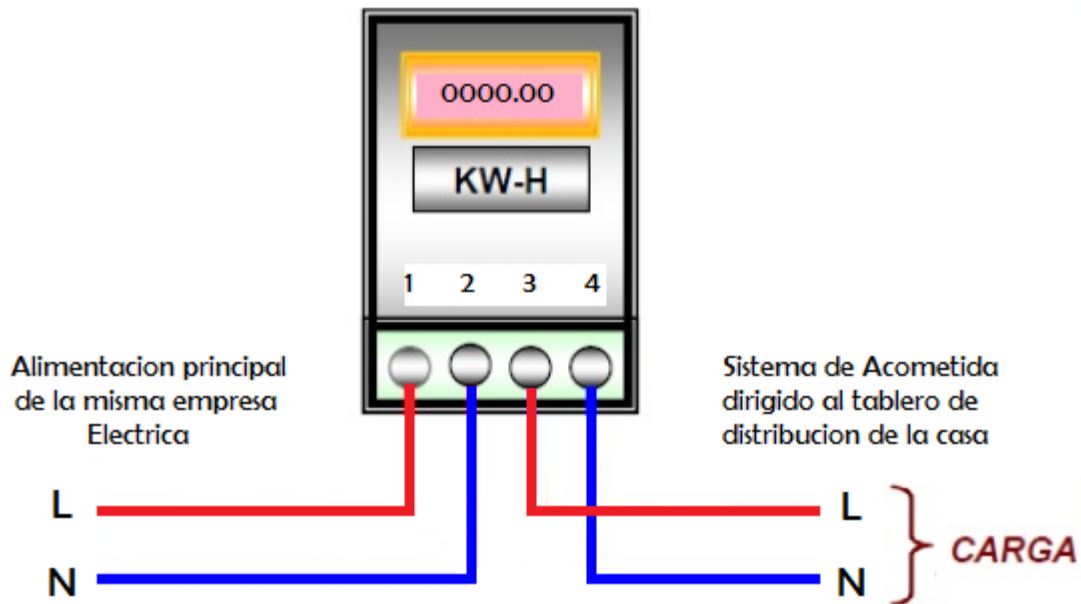 0000.00
KW-H
1 2 3 4
Alimentacion principal
de la misma empresa
Electrica
Sistema de Acometida
dirigido al tablero de
distribucion de la casa
L
N
L
N
CARGA